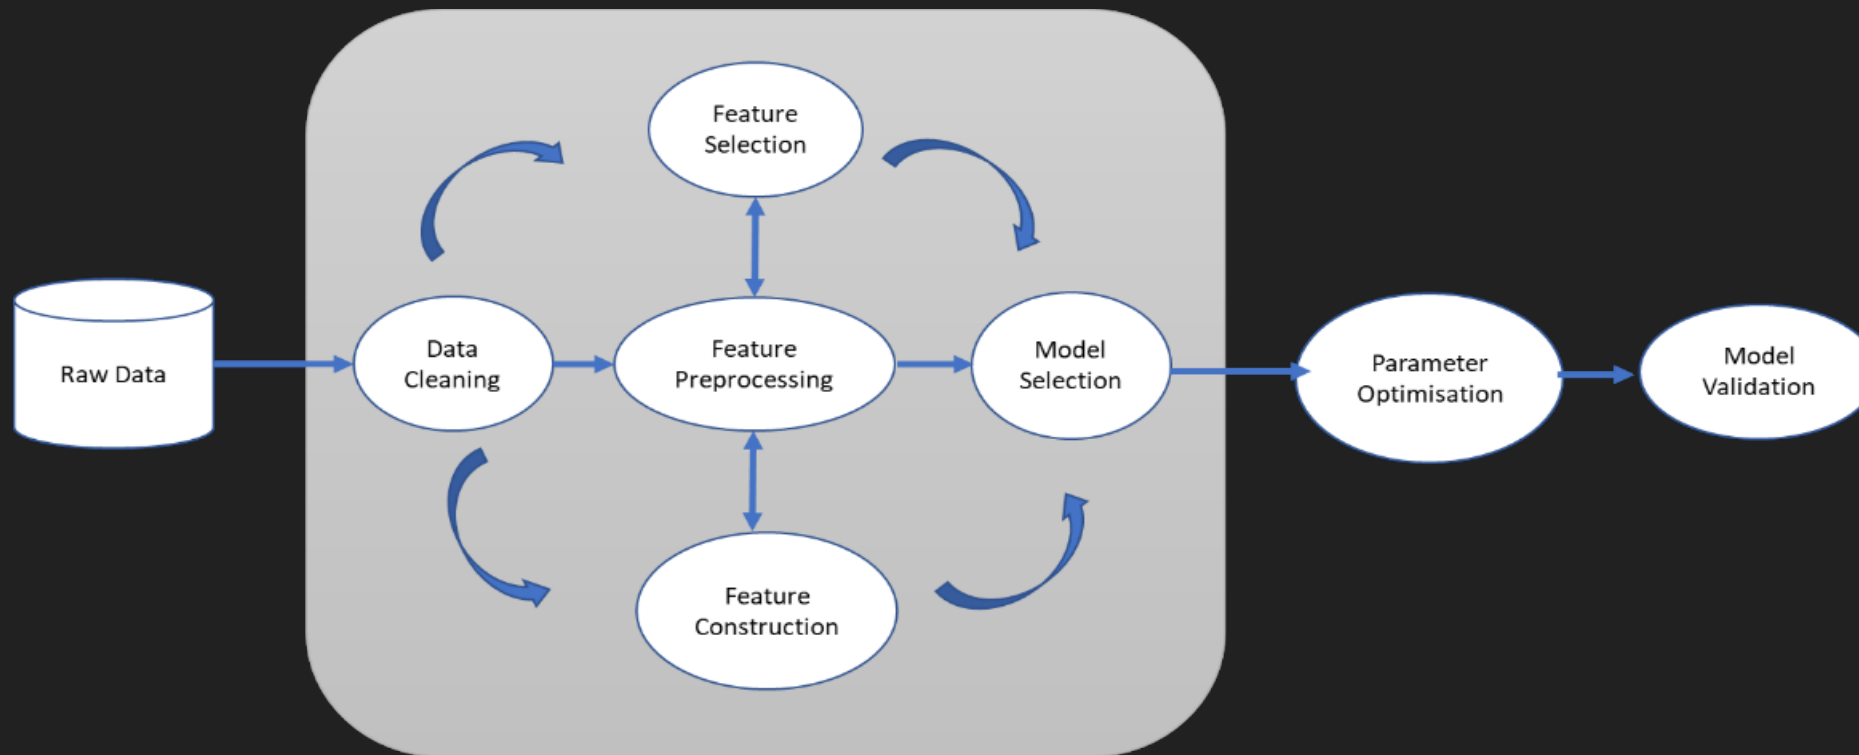 Feature
Selection
Raw Data
Data
Cleaning
Feature
Preprocessing
Model
Selection
Parameter
Optimisation
Model
Validation
Feature
Construction